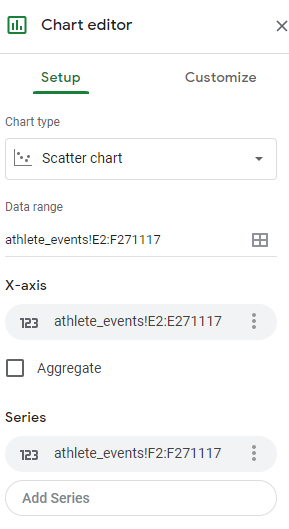 Chart editor
Setup
Customize
Chart type
Scatter chart
Data range
athlete_events!E2:F271117
X-axis
123 athlete_events!E2:E271117
Aggregate
Series
123 athlete_events!F2:F271117
Add Series